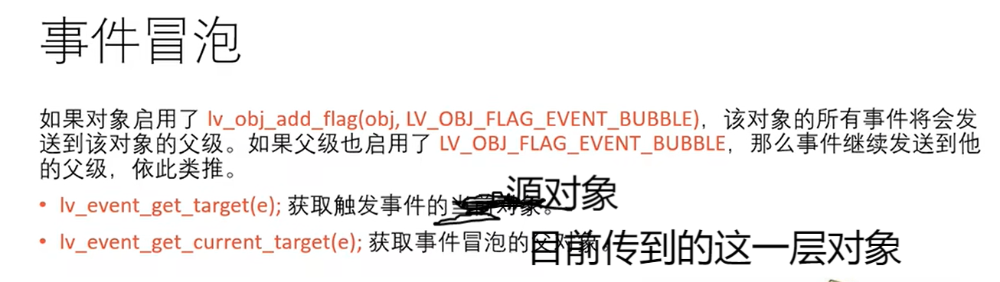 事件冒泡
如果对象启用了 lv_obj_add_flag(obj, LV_OBJ_FLAG_EVENT_BUBBLE)，该对象的所有事件将会发
送到该对象的父级。如果父级也启用了 LV_OBJ_FLAG_EVENT_BUBBLE，那么事件继续发送到他
的父级，依此类推。
• lv_event_get_target(e); 获取触发事件的 源对象
• lv_event_get_current_target(e); 获取事件冒泡的父对象。
目前传到的这一层对象